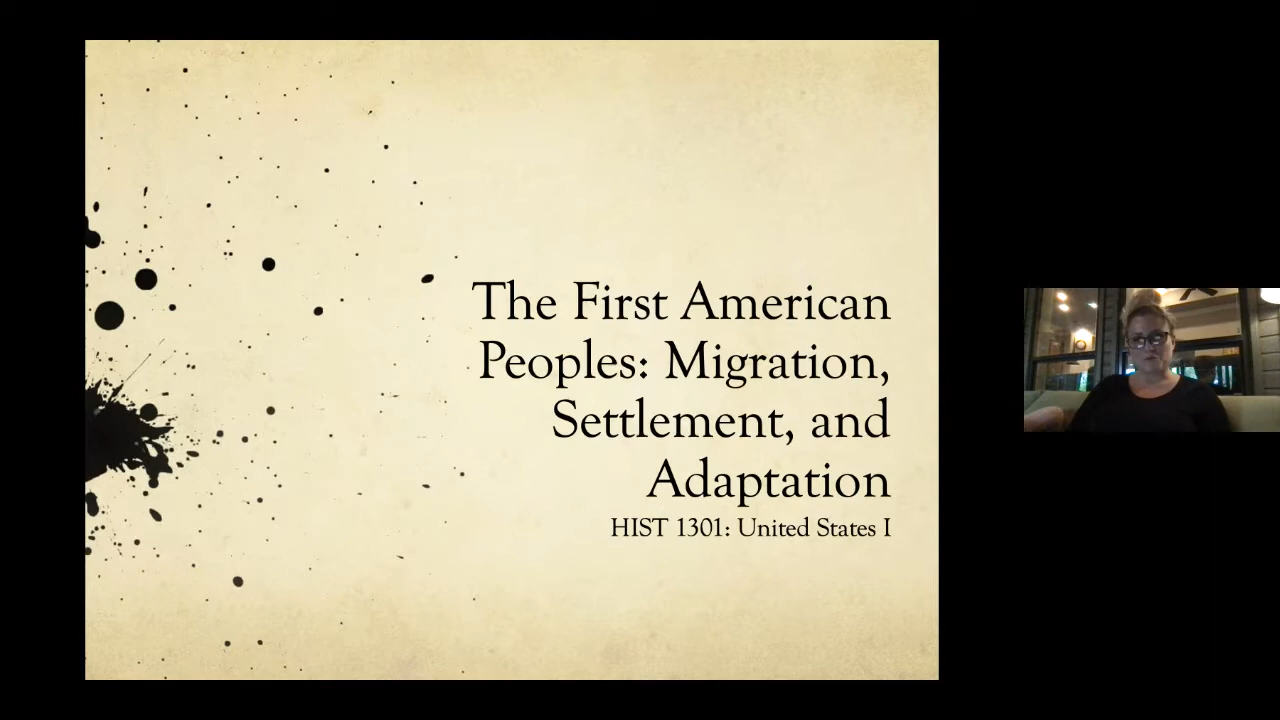 The First American
Peoples: Migration,
Settlement, and
Adaptation
HIST 1301: United States I